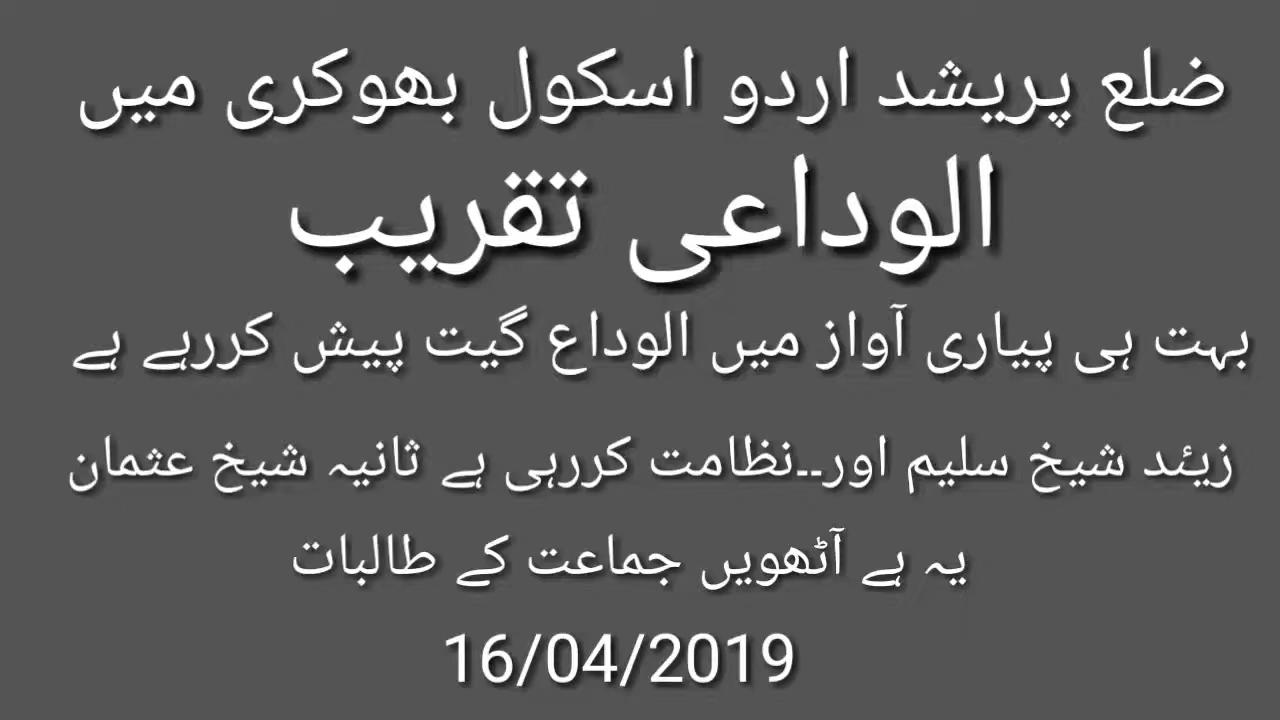 ضلع پریشد اردو اسکول بھوکری میں
الوداعی تقریب
بہت ہی پیاری آواز میں الوداع گیت پیش کررہے ہے
زیئد شیخ سلیم اور۔۔نظامت کررہی ہے ثانیہ شیخ عثمان
یہ ہے آٹھویں جماعت کے طالبات
16/04/2019